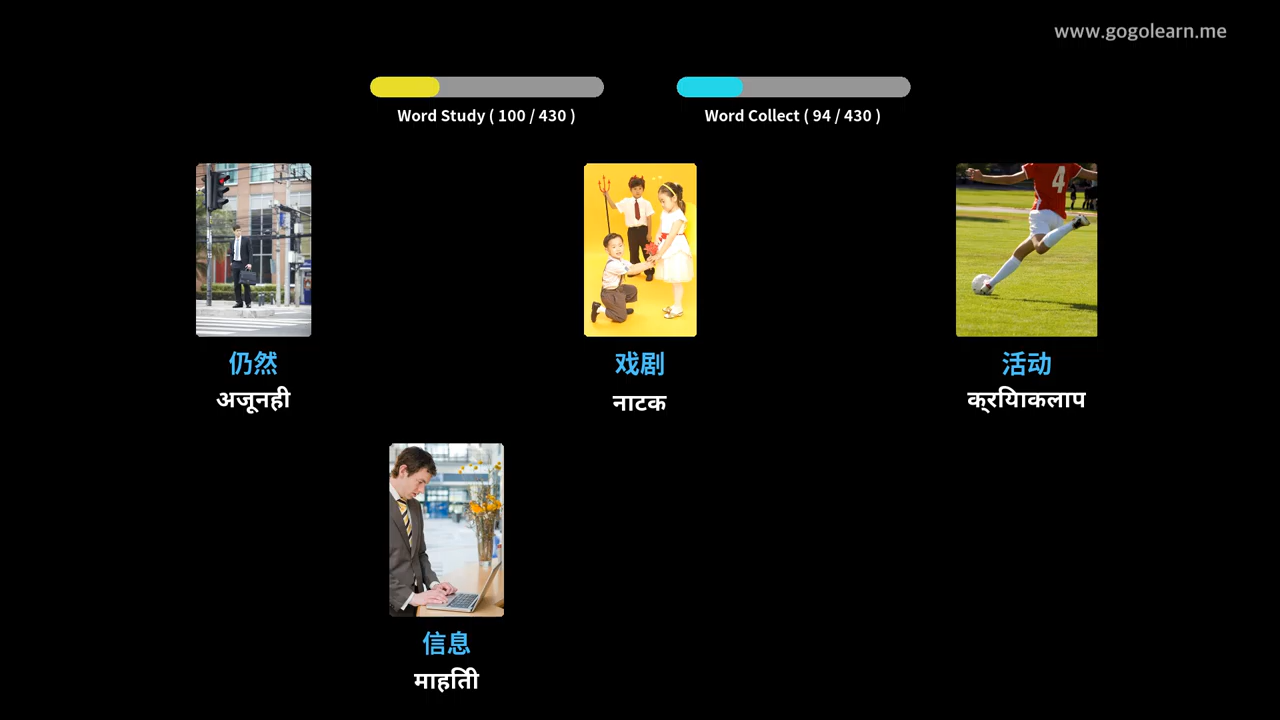 www.gogolearn.me
Word Study ( 100 / 430 )
Word Collect ( 94 / 430 )
仍然
अजूनही
戏剧
नाटक
活动
क्रियाकलाप
信息
माहिती